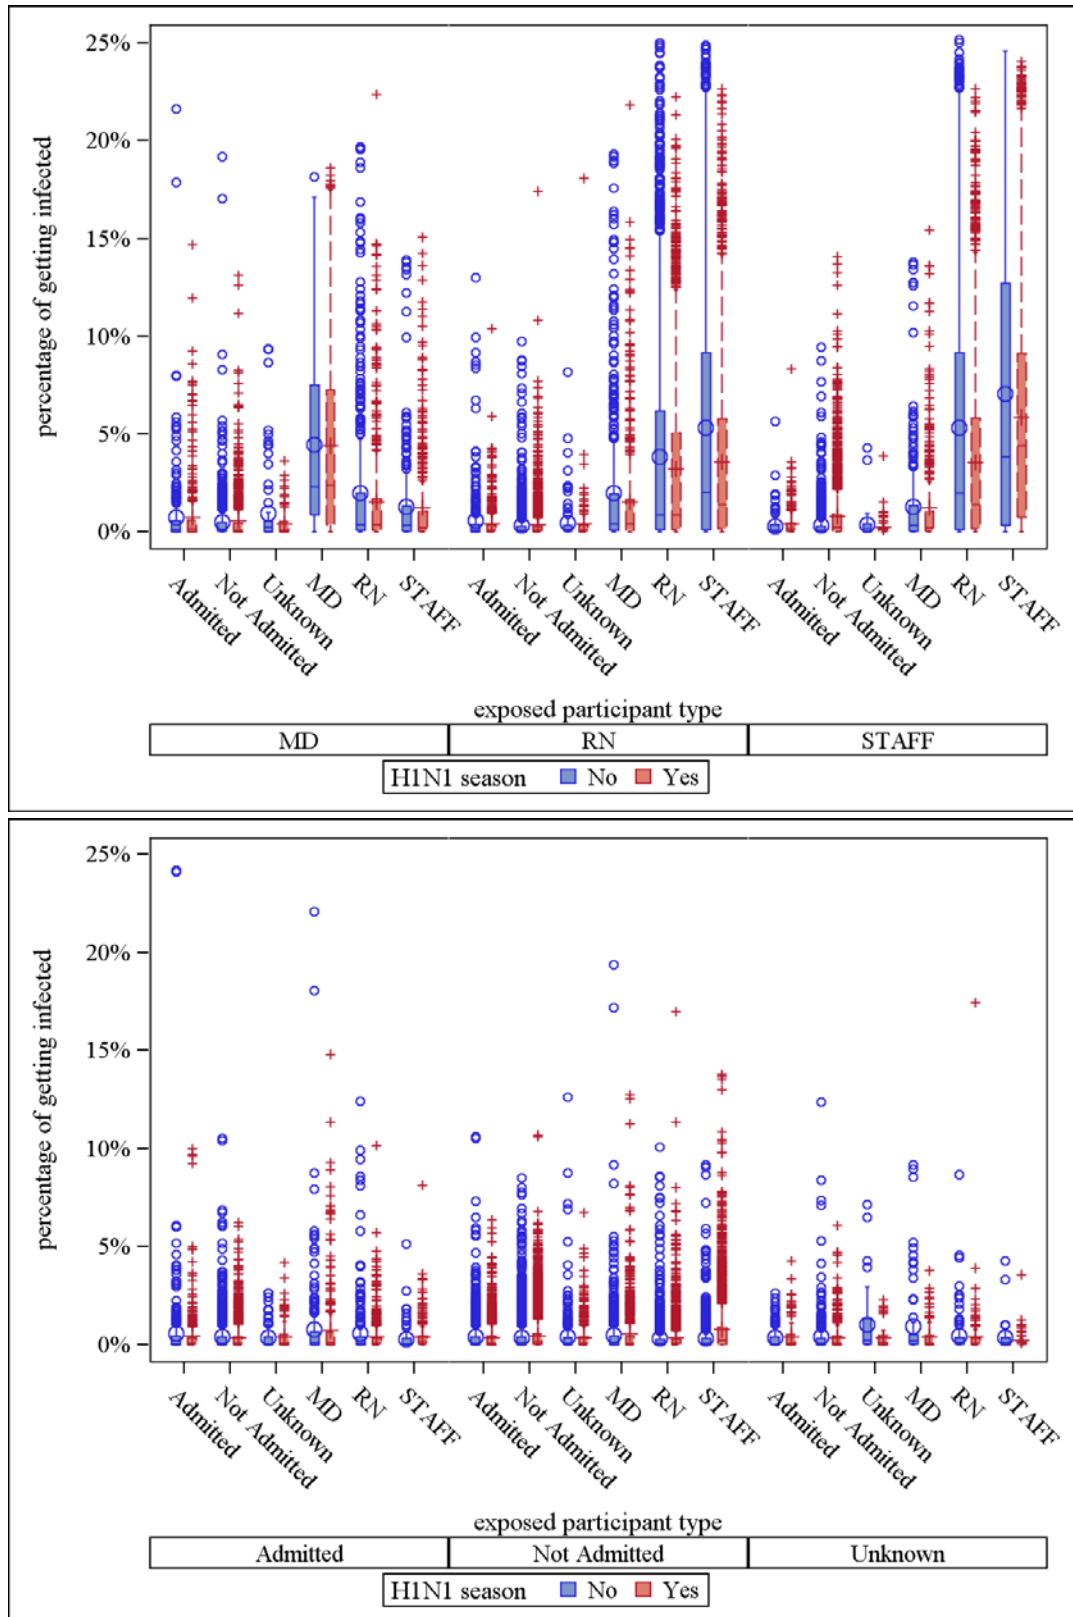 percentage of getting infected
25%
20%
15%
10%
5%
0%
Admitted
Not Admitted
Unknown
MD
RN
STAFF
Admitted
Not Admitted
Unknown
MD
RN
STAFF
Admitted
Not Admitted
Unknown
MD
RN
STAFF
exposed participant type
MD RN STAFF
H1N1 season No Yes
percentage of getting infected
25%
20%
15%
10%
5%
0%
Admitted
Not Admitted
Unknown
MD
RN
STAFF
Admitted
Not Admitted
Unknown
MD
RN
STAFF
Admitted
Not Admitted
Unknown
MD
RN
STAFF
exposed participant type
Admitted Not Admitted Unknown
H1N1 season No Yes